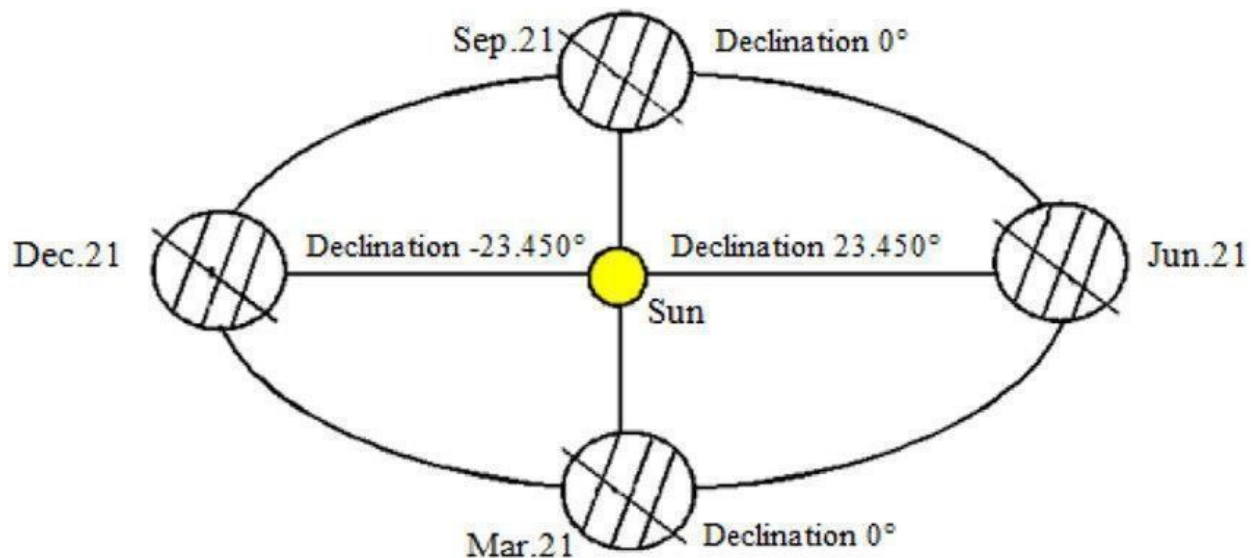 Sep.21
Declination 0°
Dec.21
Declination -23.450°
Declination 23.450°
Jun.21
Sun
Mar.21
Declination 0°